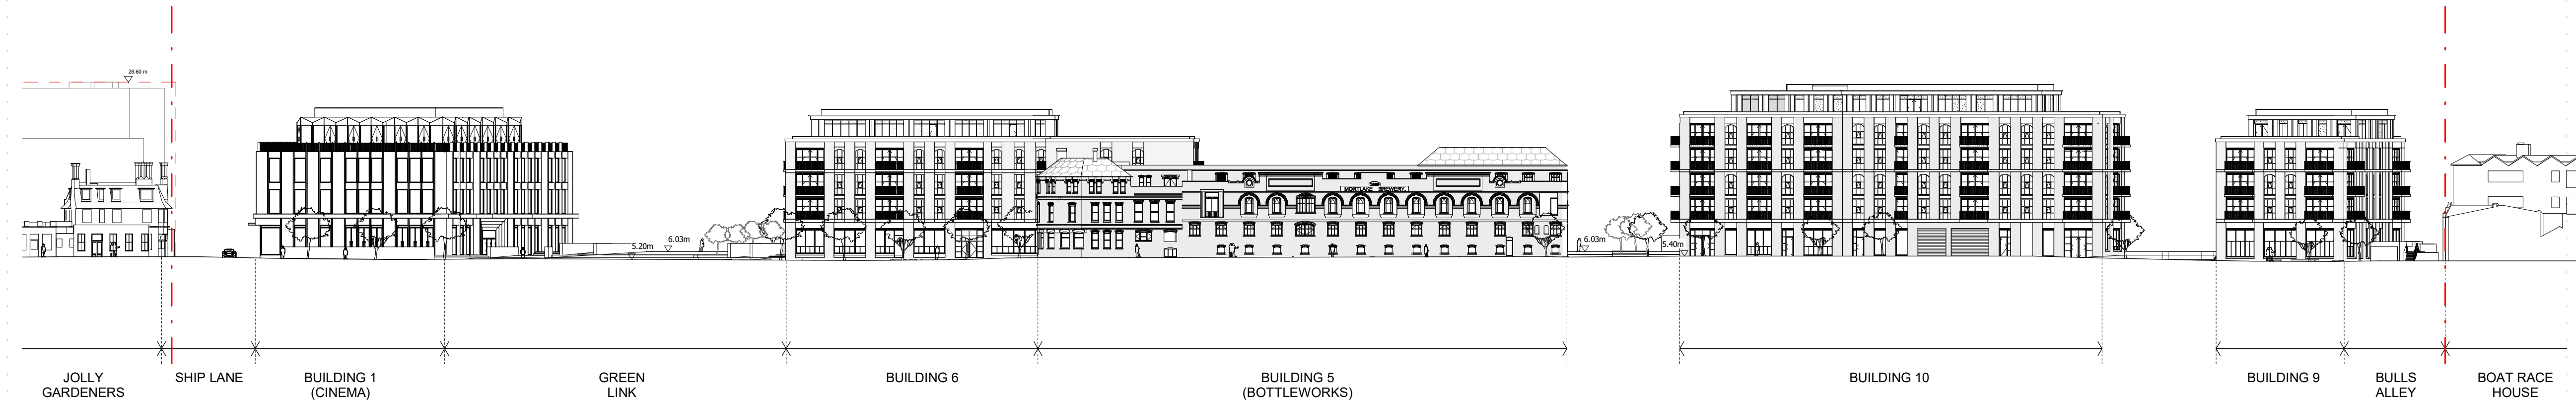 28.60 m
MORTLAKE BREWERY
5.20m
6.03m
6.03m
5.40m
JOLLY
GARDENERS
SHIP LANE
BUILDING 1
(CINEMA)
GREEN
LINK
BUILDING 6
BUILDING 5
(BOTTLEWORKS)
BUILDING 10
BUILDING 9
BULLS
ALLEY
BOAT RACE
HOUSE